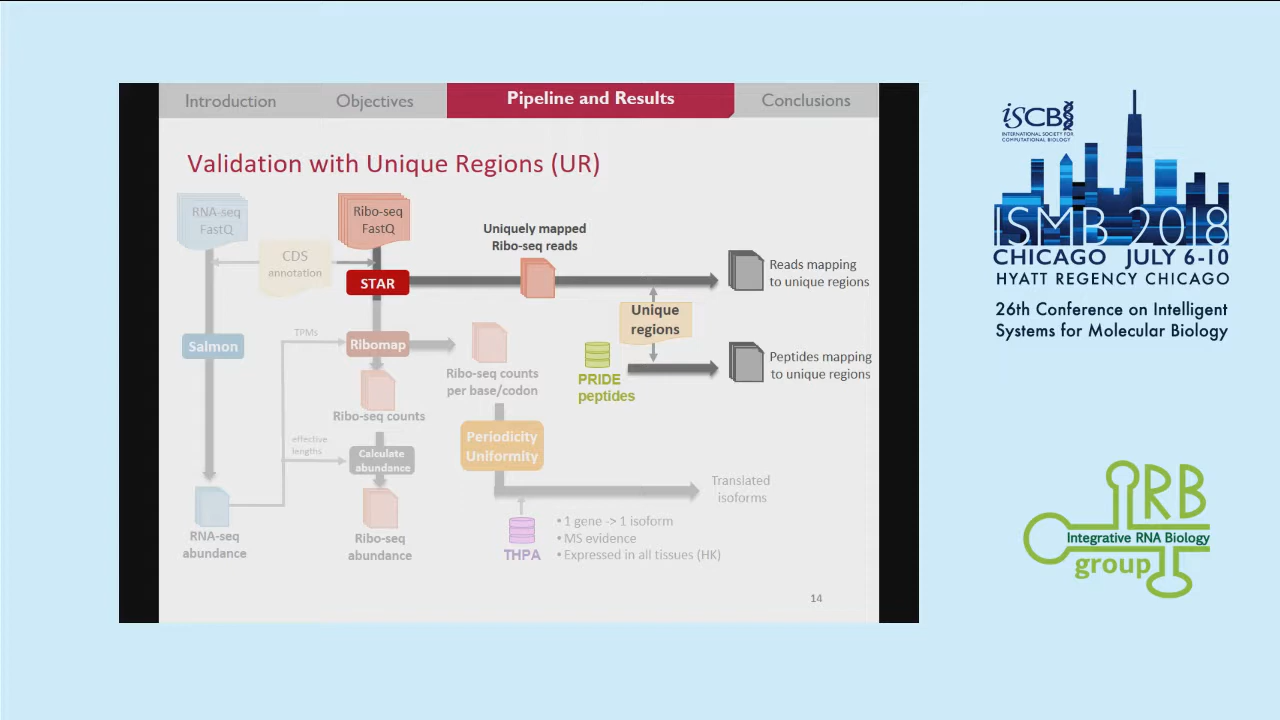 Introduction
Objectives
Pipeline and Results
Conclusions
Validation with Unique Regions (UR)
RNA-seq
FastQ
Ribo-seq
FastQ
CDS
annotation
STAR
Uniquely mapped
Ribo-seq reads
Reads mapping
to unique regions
Unique
regions
PRIDE
peptides
Peptides mapping
to unique regions
Salmon
TPMs
Ribomap
Ribo-seq counts
Ribo-seq counts
per base/codon
effective
lengths
Calculate
abundance
Periodicity
Uniformity
Translated
isoforms
RNA-seq
abundance
Ribo-seq
abundance
THPA
• 1 gene -> 1 isoform
• MS evidence
• Expressed in all tissues (HK)
14
ISCB
INTERNATIONAL SOCIETY FOR
COMPUTATIONAL BIOLOGY
ISMB 2018
CHICAGO JULY 6-10
HYATT REGENCY CHICAGO
26th Conference on Intelligent
Systems for Molecular Biology
IRB
Integrative RNA Biology
group